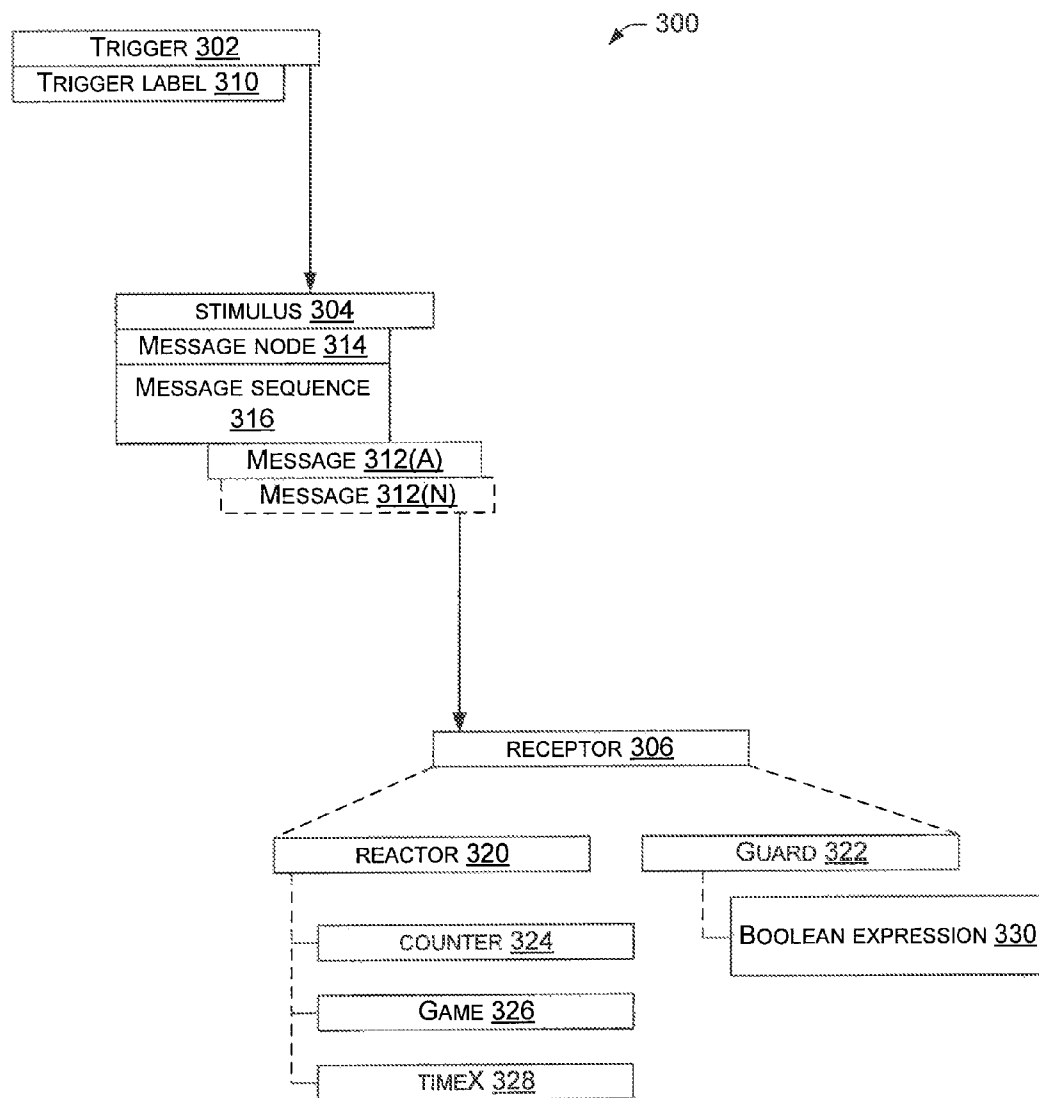 300
TRIGGER 302
TRIGGER LABEL 310
STIMULUS 304
MESSAGE NODE 314
MESSAGE SEQUENCE
316
MESSAGE 312(A)
MESSAGE 312(N)
RECEPTOR 306
REACTOR 320
GUARD 322
COUNTER 324
BOOLEAN EXPRESSION 330
GAME 326
TIMEX 328